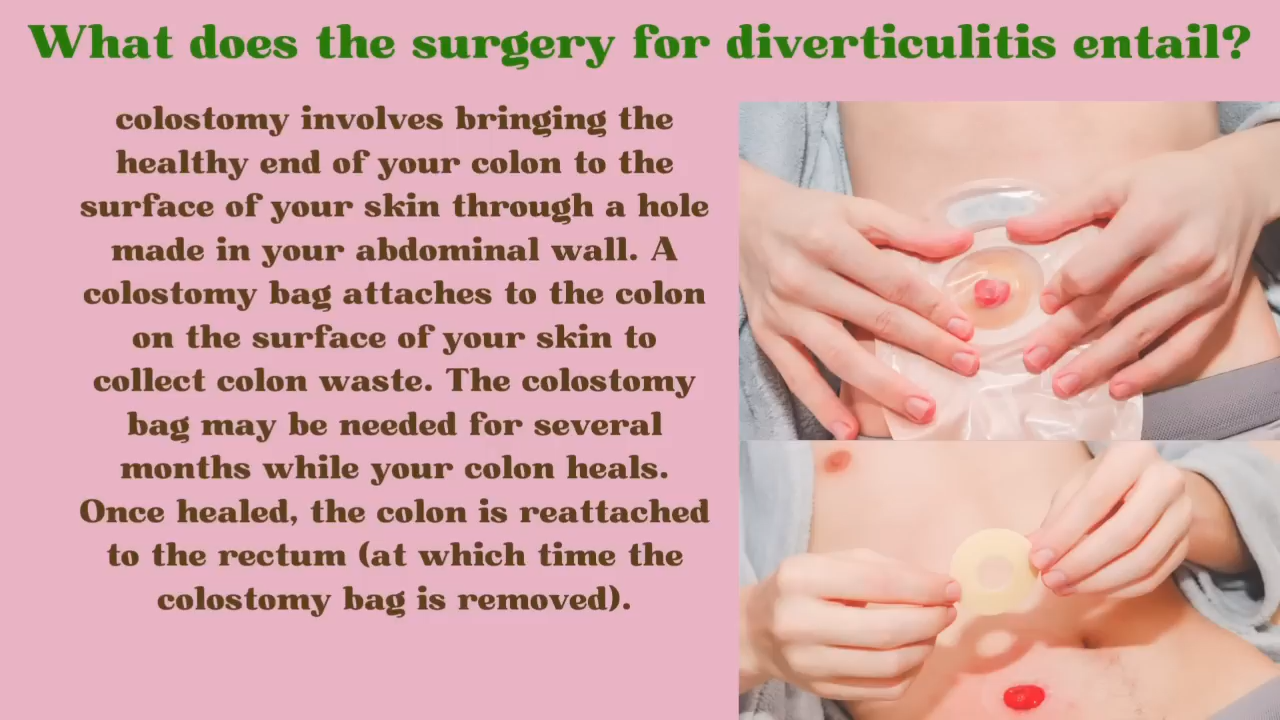 What does the surgery for diverticulitis entail?
colostomy involves bringing the
healthy end of your colon to the
surface of your skin through a hole
made in your abdominal wall. A
colostomy bag attaches to the colon
on the surface of your skin to
collect colon waste. The colostomy
bag may be needed for several
months while your colon heals.
Once healed, the colon is reattached
to the rectum (at which time the
colostomy bag is removed).